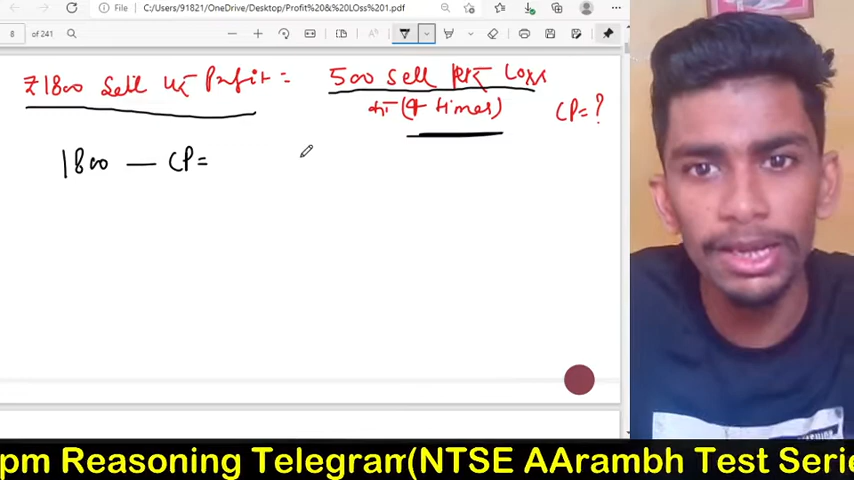 File
C:/Users/91821/OneDrive/Desktop/Profit%20&%20Loss%201.pdf
8 of 241
₹1800 Sell पर Profit = 500 sell पर Loss
का (4 times) CP=?
1800 — CP=
pm Reasoning Telegram(NTSE AArambh Test Serie